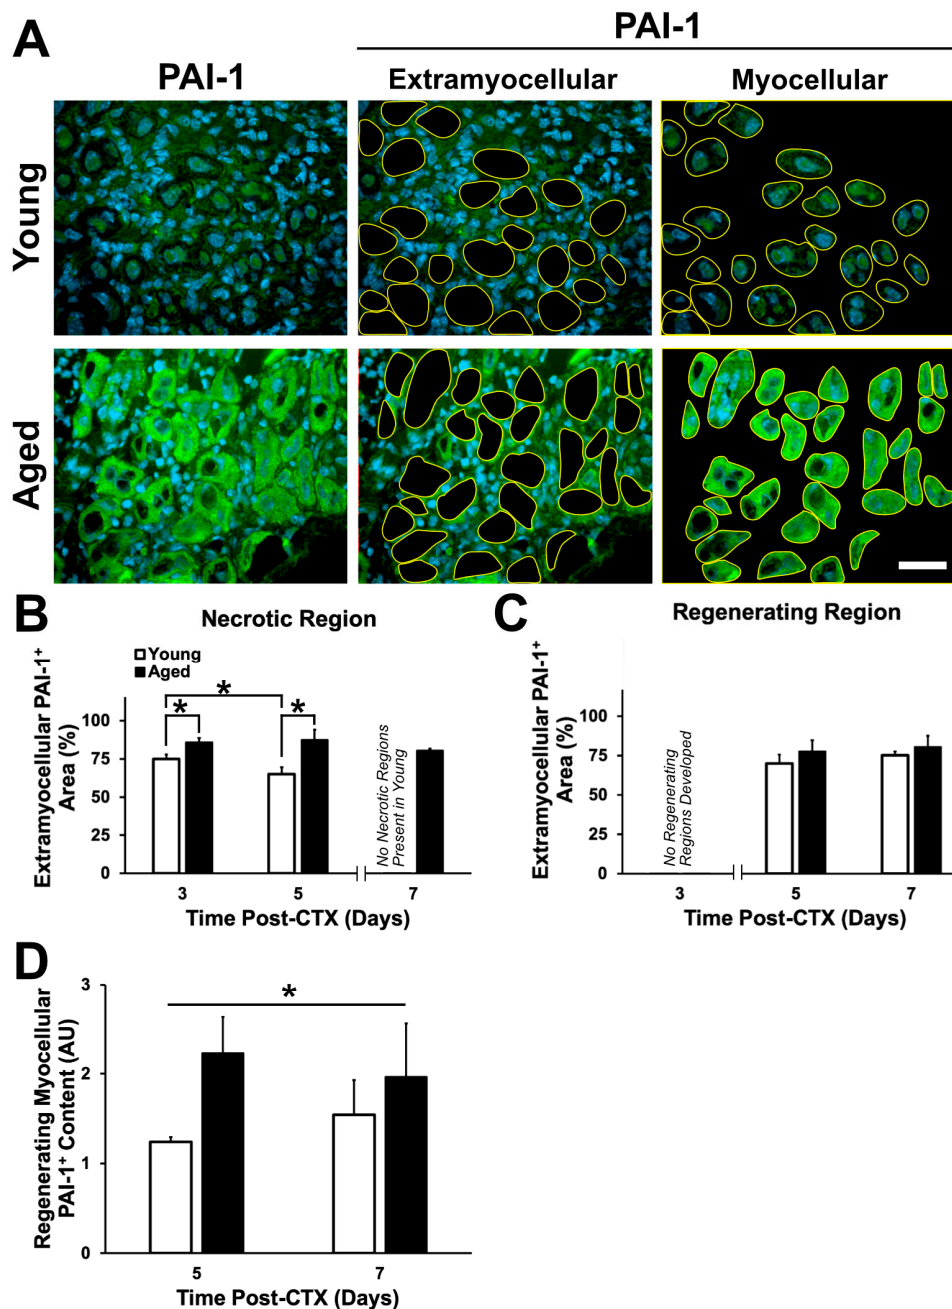 A
PAI-1
PAI-1
Extramyocellular
Myocellular
Young
Aged
B
Necrotic Region
Young
Aged
*
*
*
Extramyocellular PAI-1⁺
Area (%)
100
75
50
25
0
No Necrotic Regions
Present in Young
3
5
7
Time Post-CTX (Days)
C
Regenerating Region
Extramyocellular PAI-1⁺
Area (%)
100
75
50
25
0
No Regenerating
Regions Developed
3
5
7
Time Post-CTX (Days)
D
Regenerating Myocellular
PAI-1⁺ Content (AU)
3
2
1
0
*
5
7
Time Post-CTX (Days)